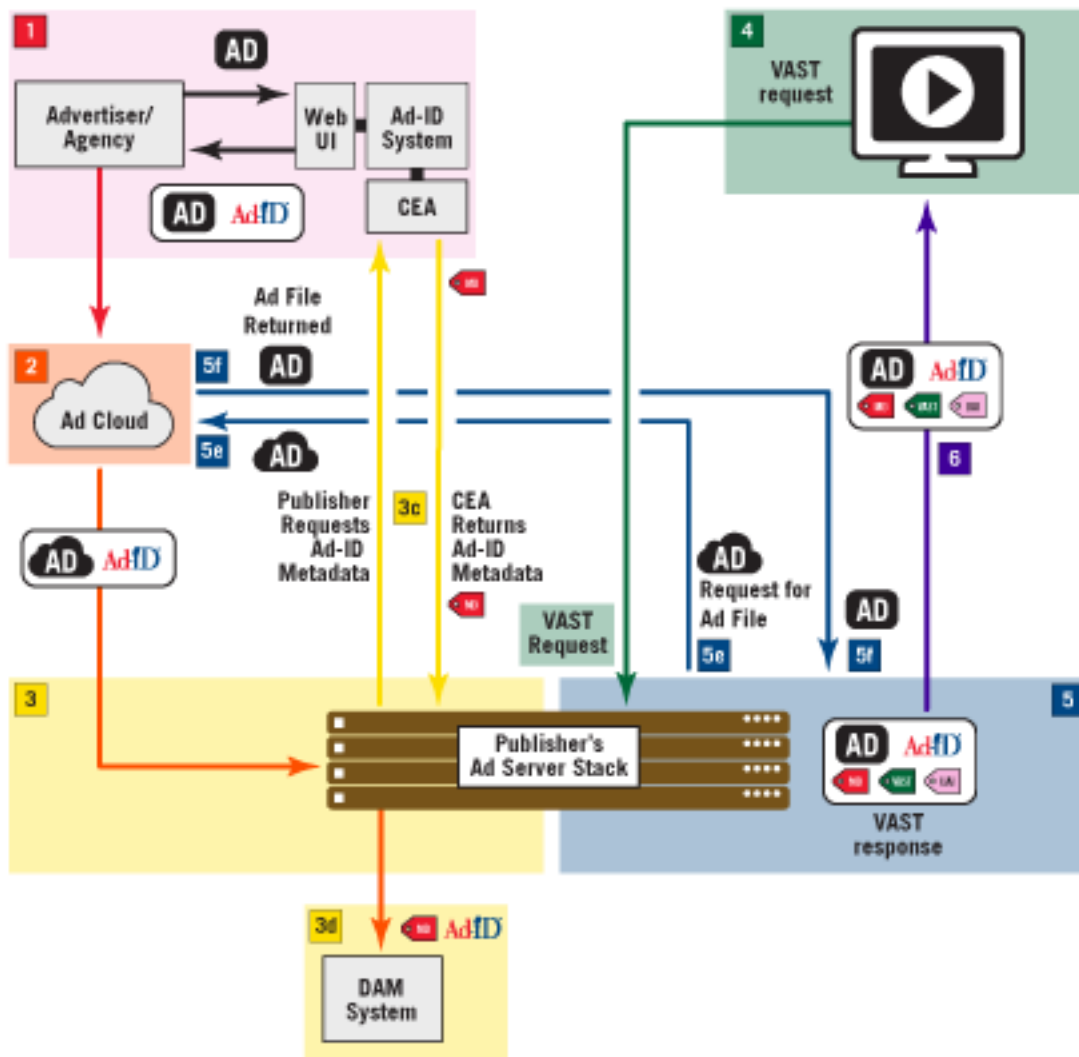 1
AD
Advertiser/
Agency
Web
UI
Ad-ID
System
CEA
AD Ad-ID
4
VAST
request
Ad File
Returned
2
Ad Cloud
5f
AD
5e
AD
AD Ad-ID
Publisher
Requests
Ad-ID
Metadata
3c
CEA
Returns
Ad-ID
Metadata
AD Ad-ID
VAST
6
AD
Request for
Ad File
5e
AD
5f
VAST
Request
3
5
Publisher's
Ad Server Stack
AD Ad-ID
VAST
VAST
response
3d
Ad-ID
DAM
System